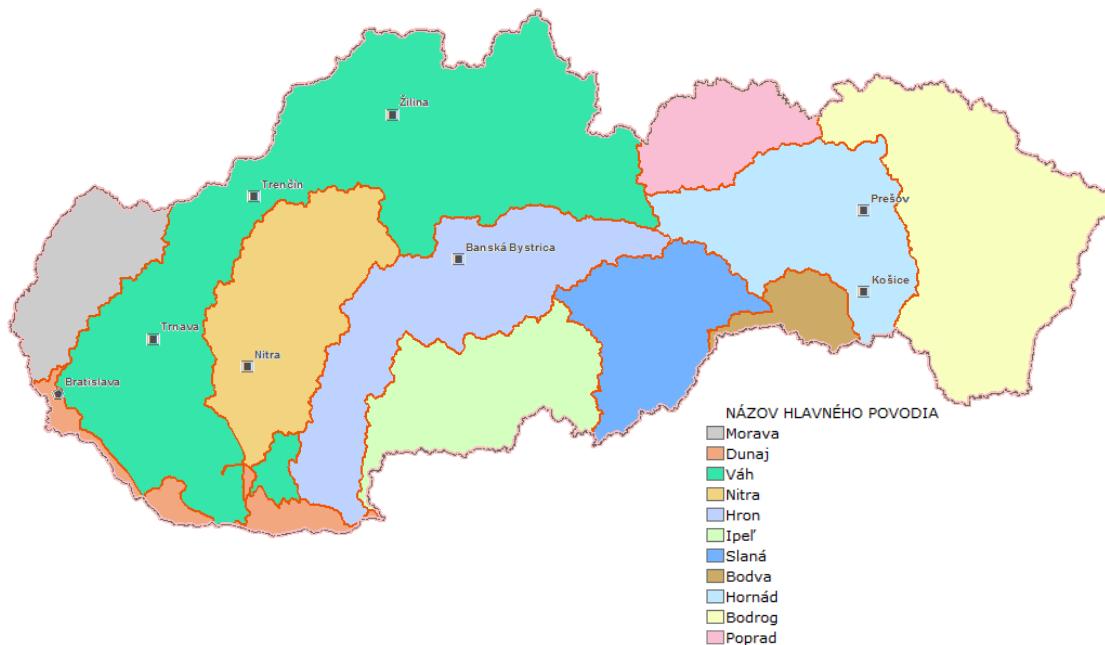 Žilina
Trenčín
Prešov
Banská Bystrica
Košice
Trnava
Nitra
Bratislava
NÁZOV HLAVNÉHO POVODIA
Morava
Dunaj
Váh
Nitra
Hron
Ipeľ
Slaná
Bodva
Hornád
Bodrog
Poprad